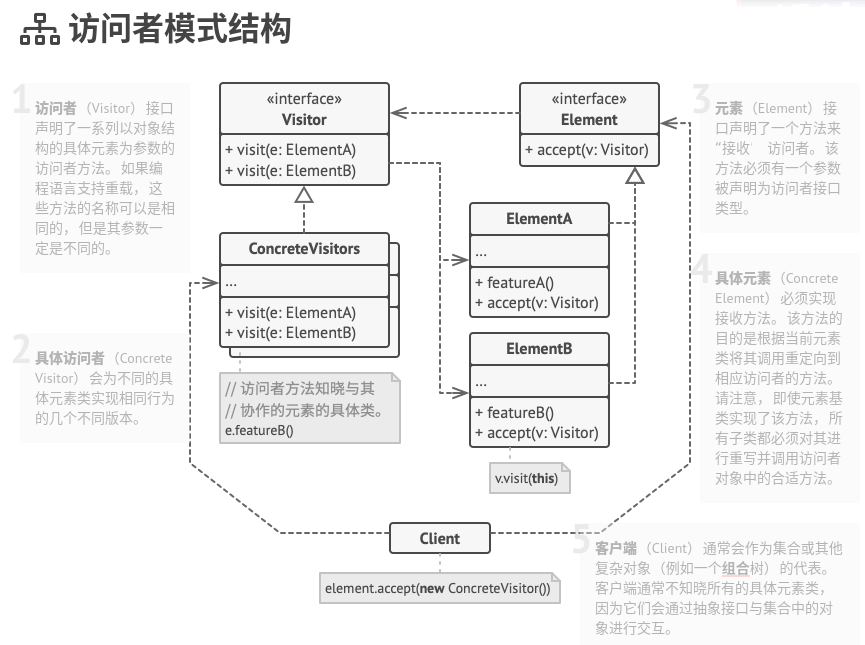 访问者模式结构
1
访问者（Visitor）接口
声明了一系列以对象结
构的具体元素为参数的
访问者方法。如果编
程语言支持重载，这
些方法的名称可以是相
同的，但是其参数一
定是不同的。
«interface»
Visitor
+ visit(e: ElementA)
+ visit(e: ElementB)
«interface»
Element
+ accept(v: Visitor)
3
元素（Element）接
口声明了一个方法来
“接收’ 访问者。该
方法必须有一个参数
被声明为访问者接口
类型。
ConcreteVisitors
...
+ visit(e: ElementA)
+ visit(e: ElementB)
ElementA
...
+ featureA()
+ accept(v: Visitor)
4
具体元素（Concrete
Element）必须实现
接收方法。该方法的
目的是根据当前元素
类将其调用重定向到
相应访问者的方法。
请注意，即使元素基
类实现了该方法，所
有子类都必须对其进
行重写并调用访问者
对象中的合适方法。
2
具体访问者（Concrete
Visitor）会为不同的具
体元素类实现相同行为
的几个不同版本。
// 访问者方法知晓与其
// 协作的元素的具体类。
e.featureB()
ElementB
...
+ featureB()
+ accept(v: Visitor)
v.visit(this)
Client
element.accept(new ConcreteVisitor())
5
客户端（Client）通常会作为集合或其他
复杂对象（例如一个组合树）的代表。
客户端通常不知晓所有的具体元素类，
因为它们会通过抽象接口与集合中的对
象进行交互。